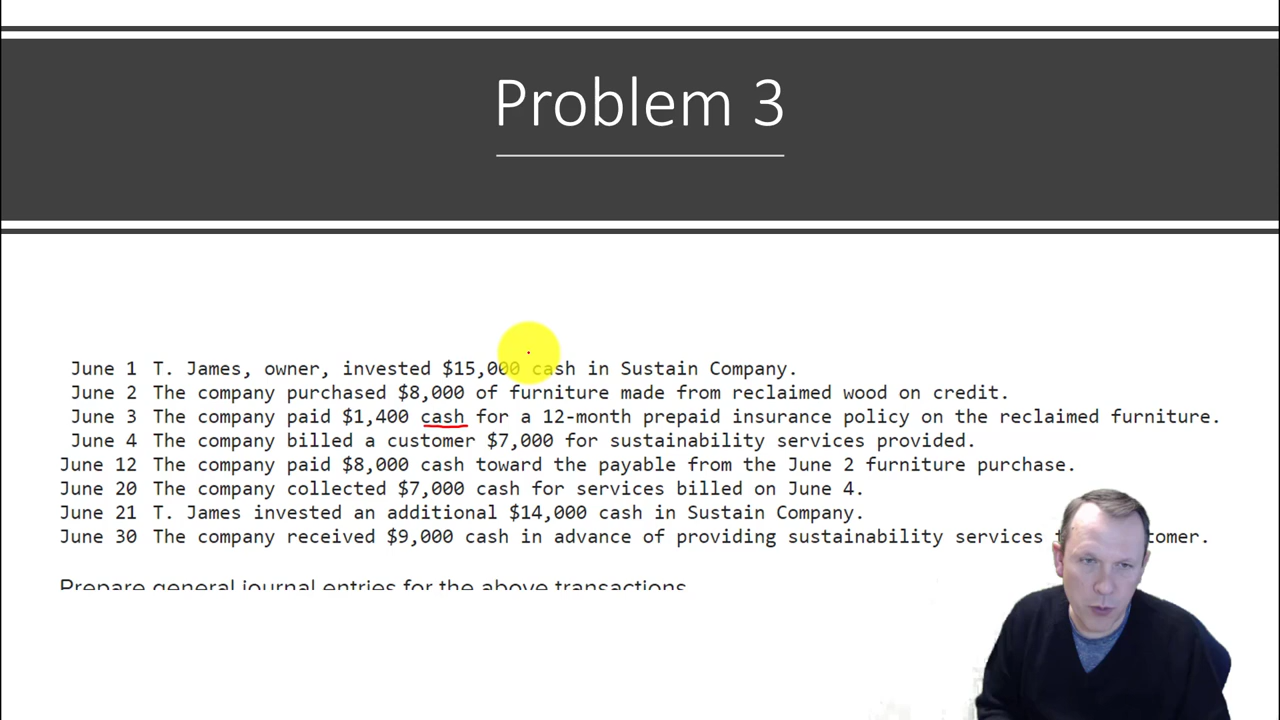 Problem 3
June 1 T. James, owner, invested $15,000 cash in Sustain Company.
June 2 The company purchased $8,000 of furniture made from reclaimed wood on credit.
June 3 The company paid $1,400 cash for a 12-month prepaid insurance policy on the reclaimed furniture.
June 4 The company billed a customer $7,000 for sustainability services provided.
June 12 The company paid $8,000 cash toward the payable from the June 2 furniture purchase.
June 20 The company collected $7,000 cash for services billed on June 4.
June 21 T. James invested an additional $14,000 cash in Sustain Company.
June 30 The company received $9,000 cash in advance of providing sustainability services
Prepare general journal entries for the above transactions